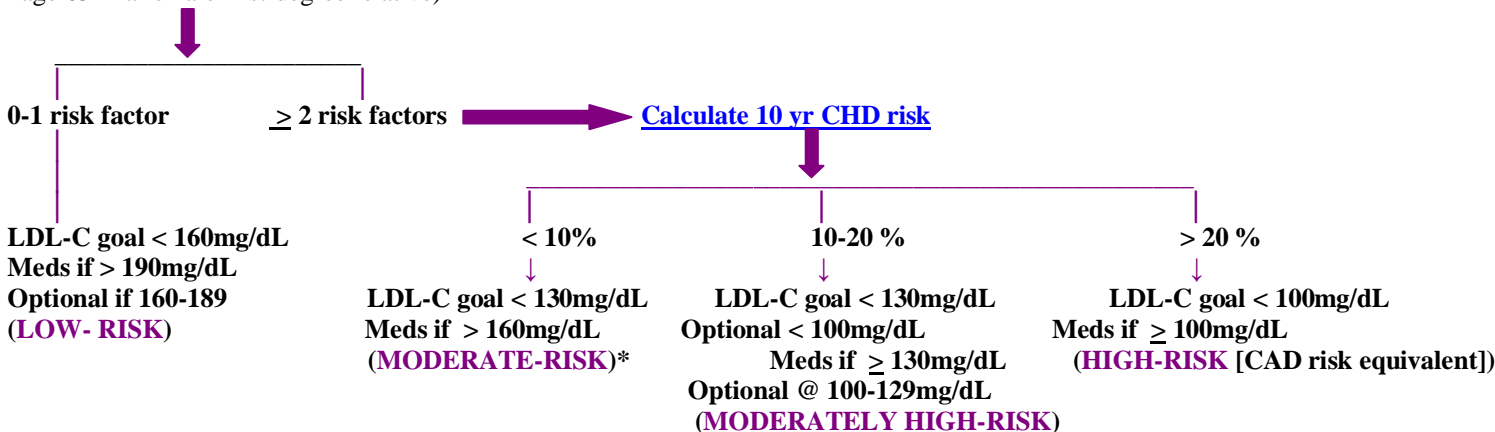 0-1 risk factor > 2 risk factors Calculate 10 yr CHD risk
LDL-C goal < 160mg/dL < 10% 10-20 % > 20 %
Meds if > 190mg/dL ↓ ↓ ↓
Optional if 160-189 LDL-C goal < 130mg/dL LDL-C goal < 130mg/dL LDL-C goal < 100mg/dL
(LOW- RISK) Meds if > 160mg/dL Optional < 100mg/dL Meds if > 100mg/dL
(MODERATE-RISK)* Meds if > 130mg/dL (HIGH-RISK [CAD risk equivalent])
Optional @ 100-129mg/dL
(MODERATELY HIGH-RISK)